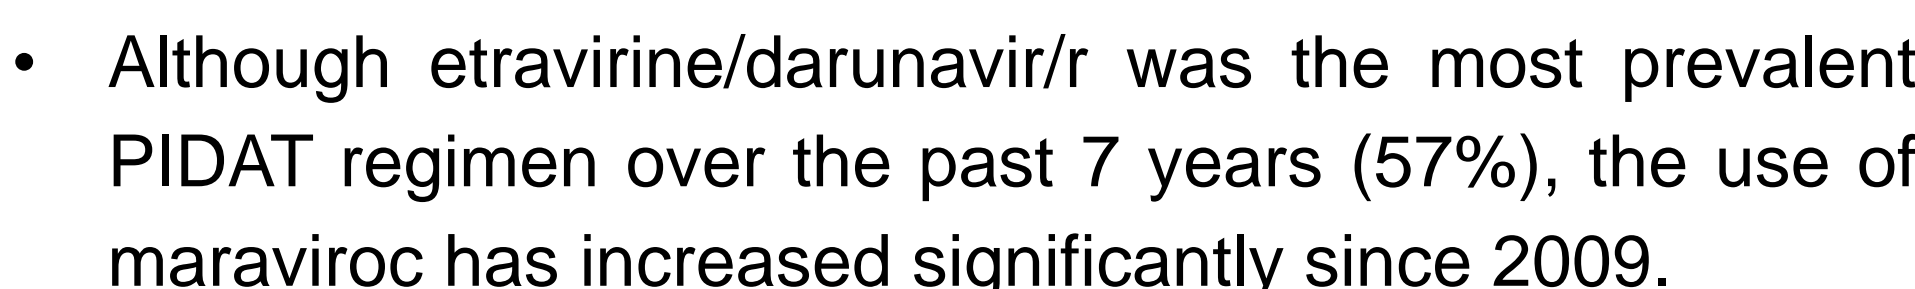 • Although etravirine/darunavir/r was the most prevalent
PIDAT regimen over the past 7 years (57%), the use of
maraviroc has increased significantly since 2009.